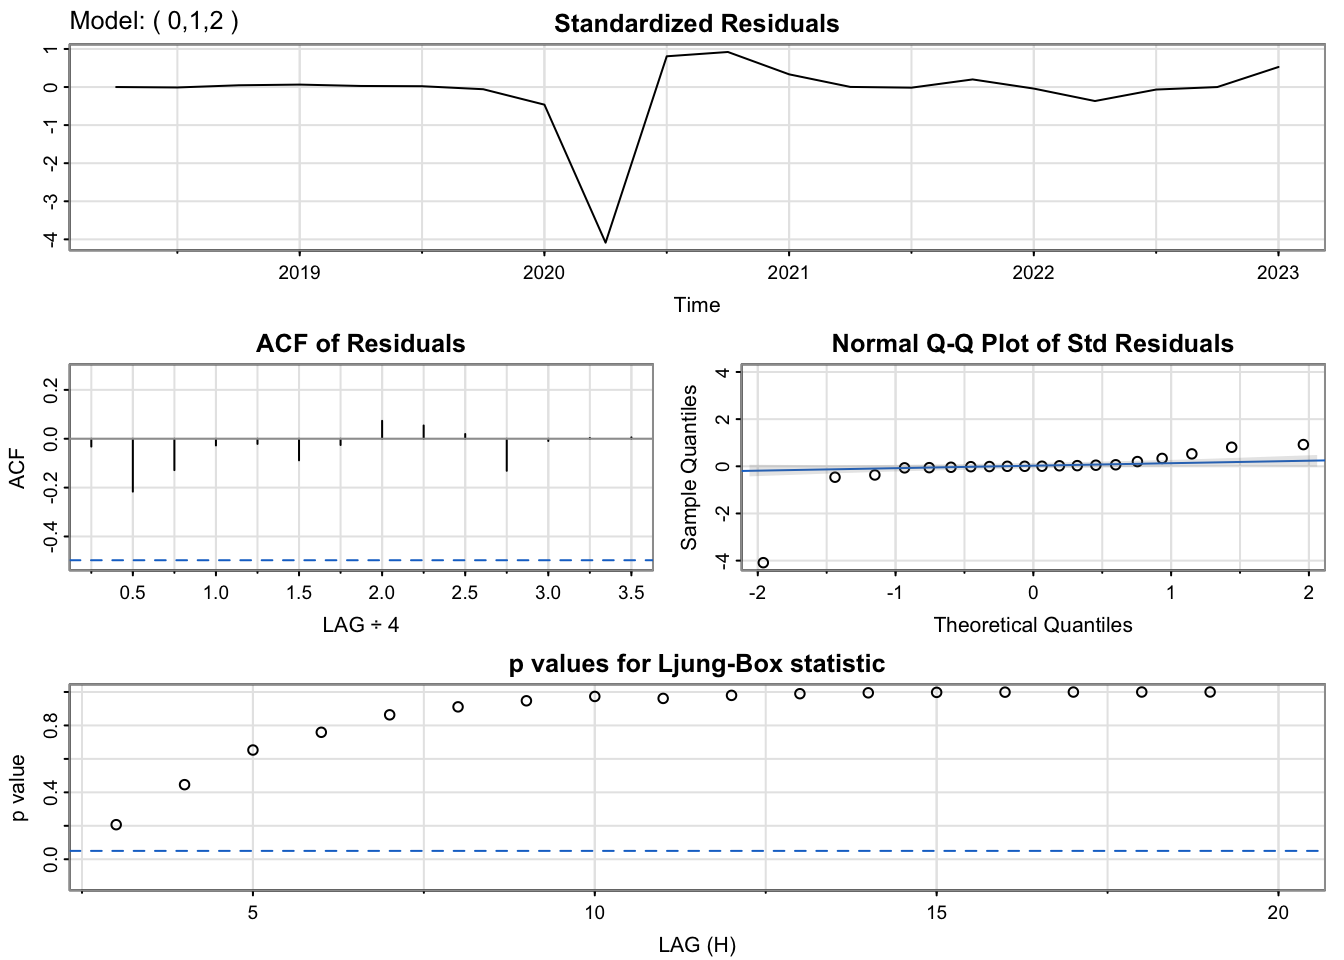 Model: ( 0,1,2 )
Standardized Residuals
1
0
-1
-2
-3
-4
2019 2020 2021 2022 2023
Time
ACF of Residuals
ACF
0.2
0.0
-0.2
-0.4
0.5 1.0 1.5 2.0 2.5 3.0 3.5
LAG ÷ 4
Normal Q-Q Plot of Std Residuals
Sample Quantiles
4
2
0
-2
-4
-2 -1 0 1 2
Theoretical Quantiles
p values for Ljung-Box statistic
p value
0.8
0.4
0.0
5 10 15 20
LAG (H)